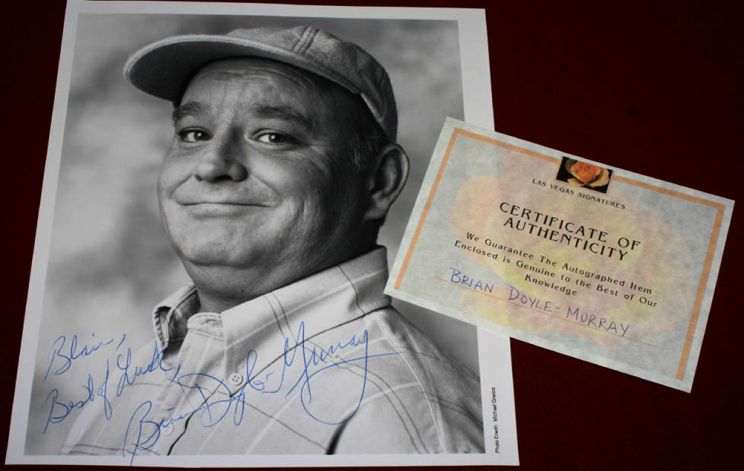 Blair,
Best of Luck,
Brian Doyle-Murray
Photo Credit: Michael Grecco
LAS VEGAS SIGNATURES
CERTIFICATE OF
AUTHENTICITY
We Guarantee The Autographed Item
Enclosed is Genuine to the Best of Our
Knowledge
BRIAN DOYLE-MURRAY